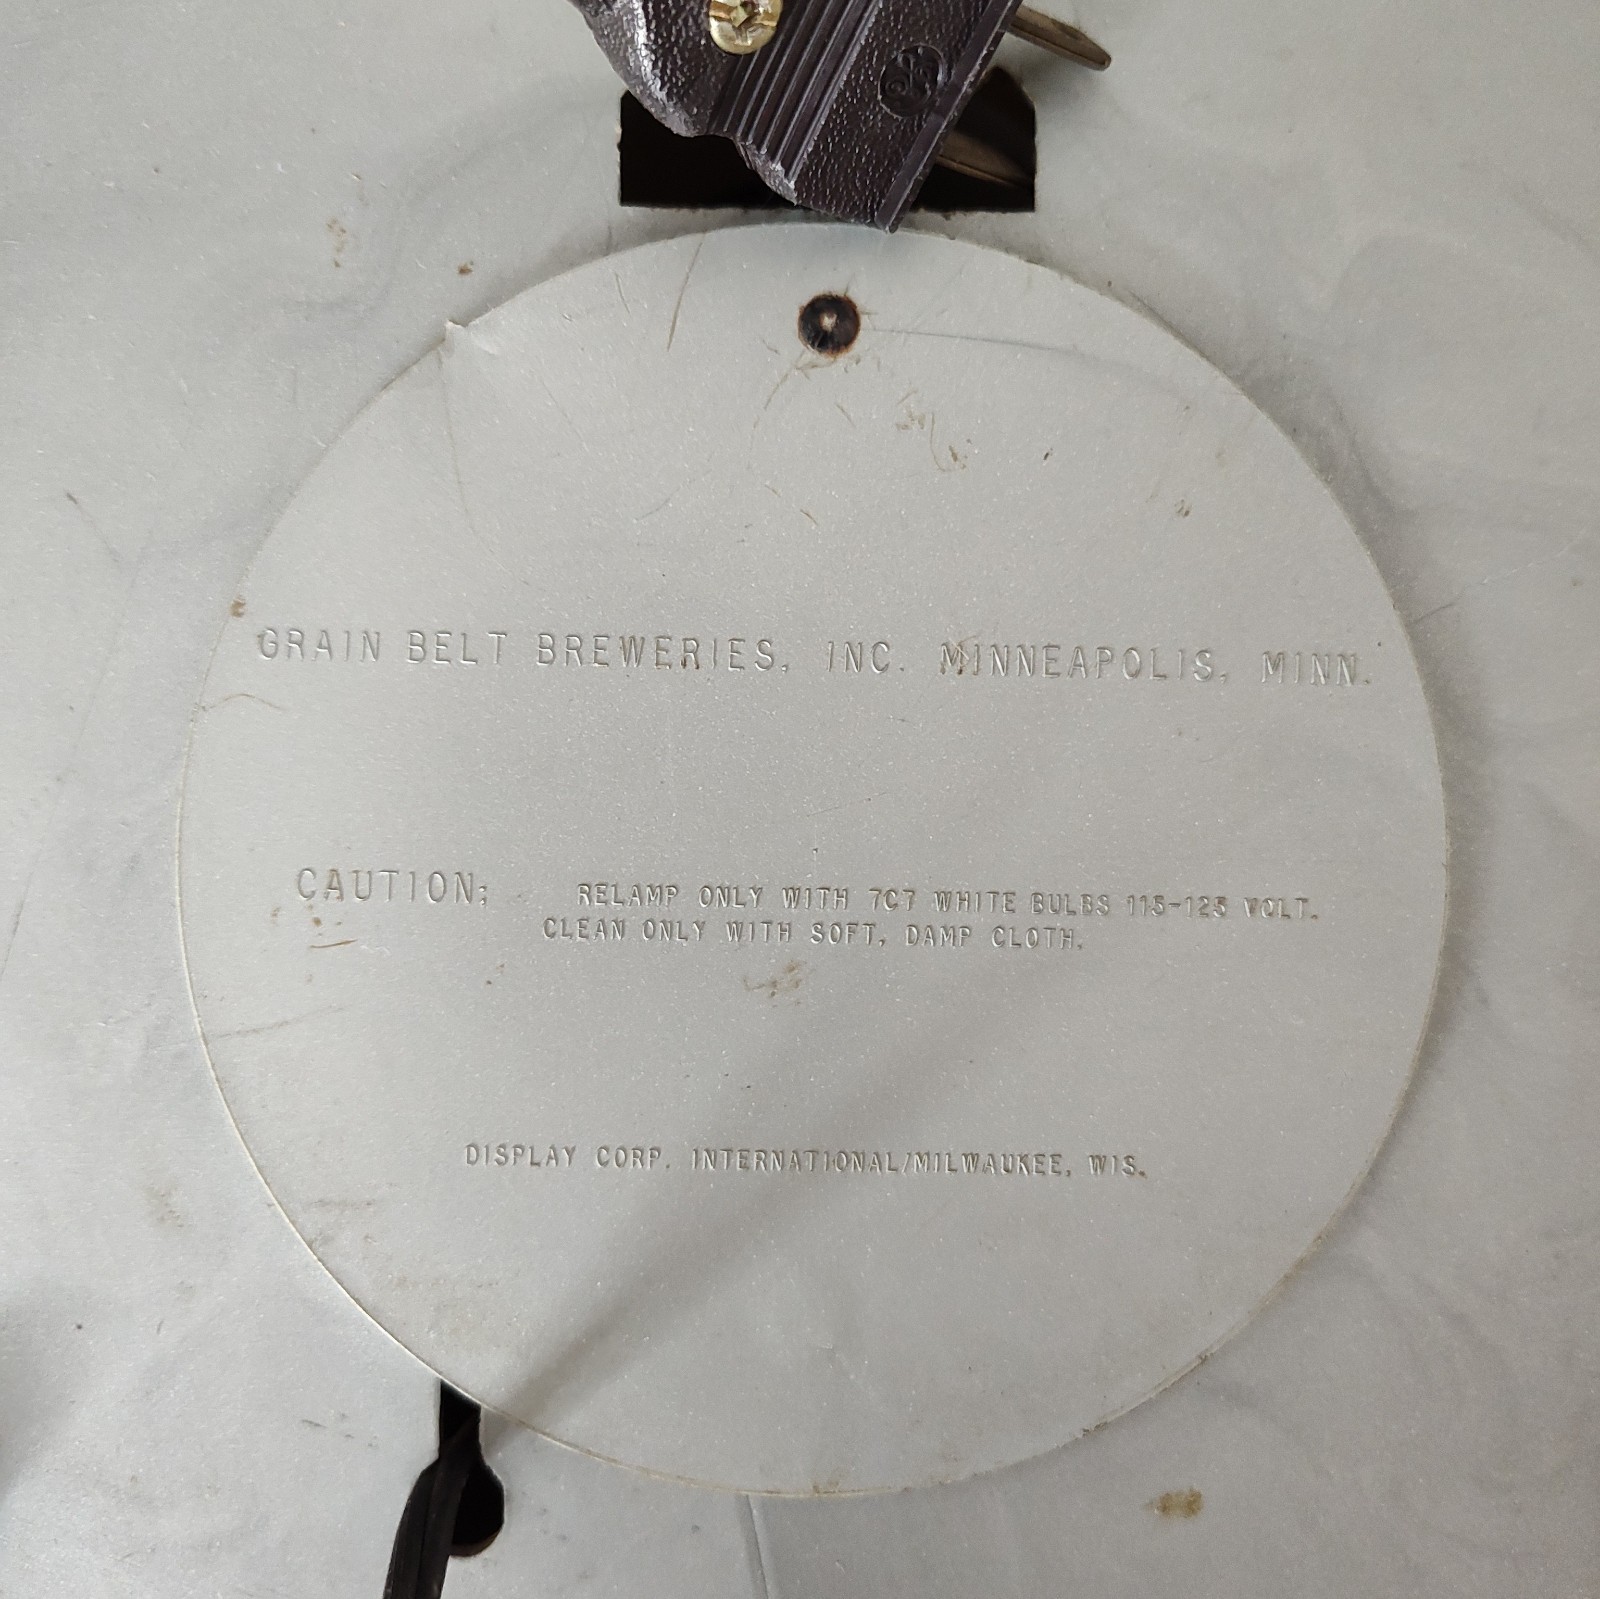 GRAIN BELT BREWERIES, INC. MINNEAPOLIS, MINN.
CAUTION; RELAMP ONLY WITH 7C7 WHITE BULBS 115-125 VOLT.
CLEAN ONLY WITH SOFT, DAMP CLOTH.
DISPLAY CORP. INTERNATIONAL/MILWAUKEE, WIS.